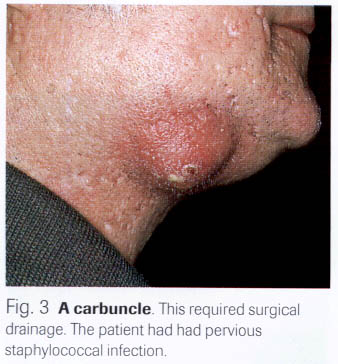 Fig. 3 A carbuncle. This required surgical
drainage. The patient had had pervious
staphylococcal infection.